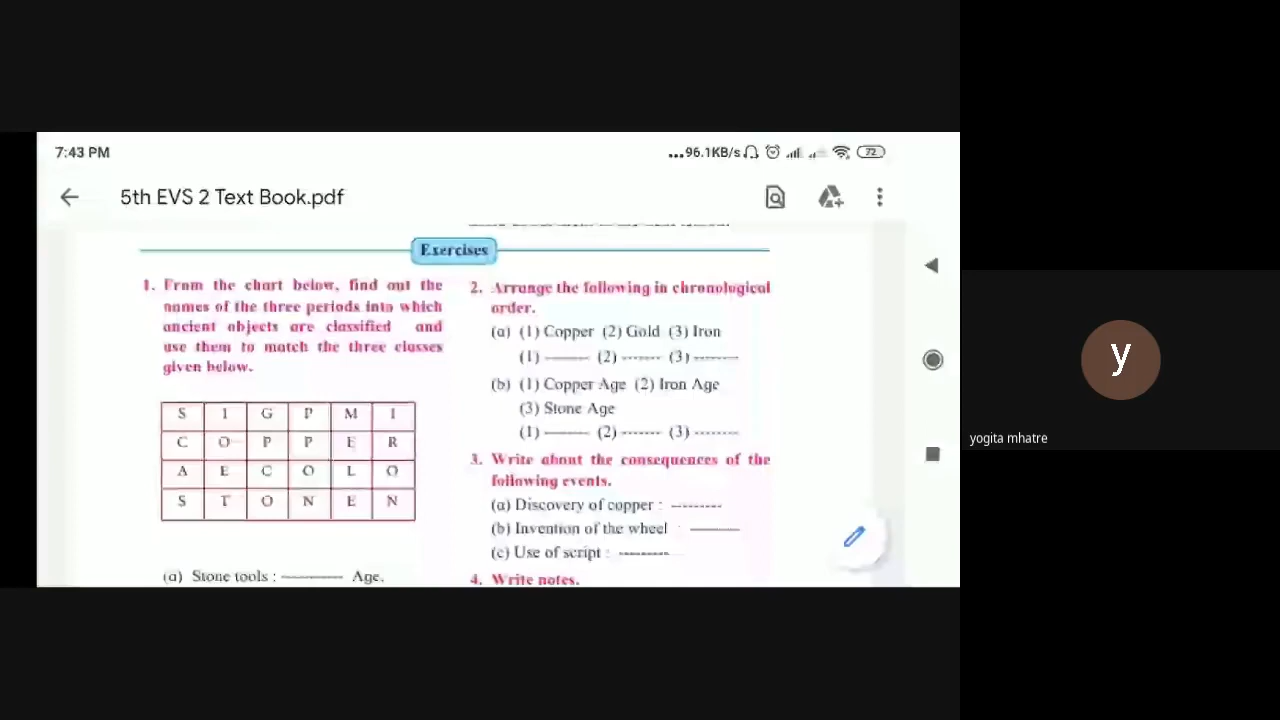 7:43 PM
...96.1KB/s
72
5th EVS 2 Text Book.pdf
Exercises
1. From the chart below, find out the
names of the three periods into which
ancient objects are classified and
use them to match the three classes
given below.
S I G P M I
C O P P E R
A E C O L O
S T O N E N
(a) Stone tools : ———— Age.
2. Arrange the following in chronological
order.
(a) (1) Copper (2) Gold (3) Iron
(1) ——— (2) ------- (3) --------
(b) (1) Copper Age (2) Iron Age
(3) Stone Age
(1) ——— (2) ------- (3) --------
3. Write about the consequences of the
following events.
(a) Discovery of copper : ---------
(b) Invention of the wheel : ———
(c) Use of script : ---------
4. Write notes.
y
yogita mhatre